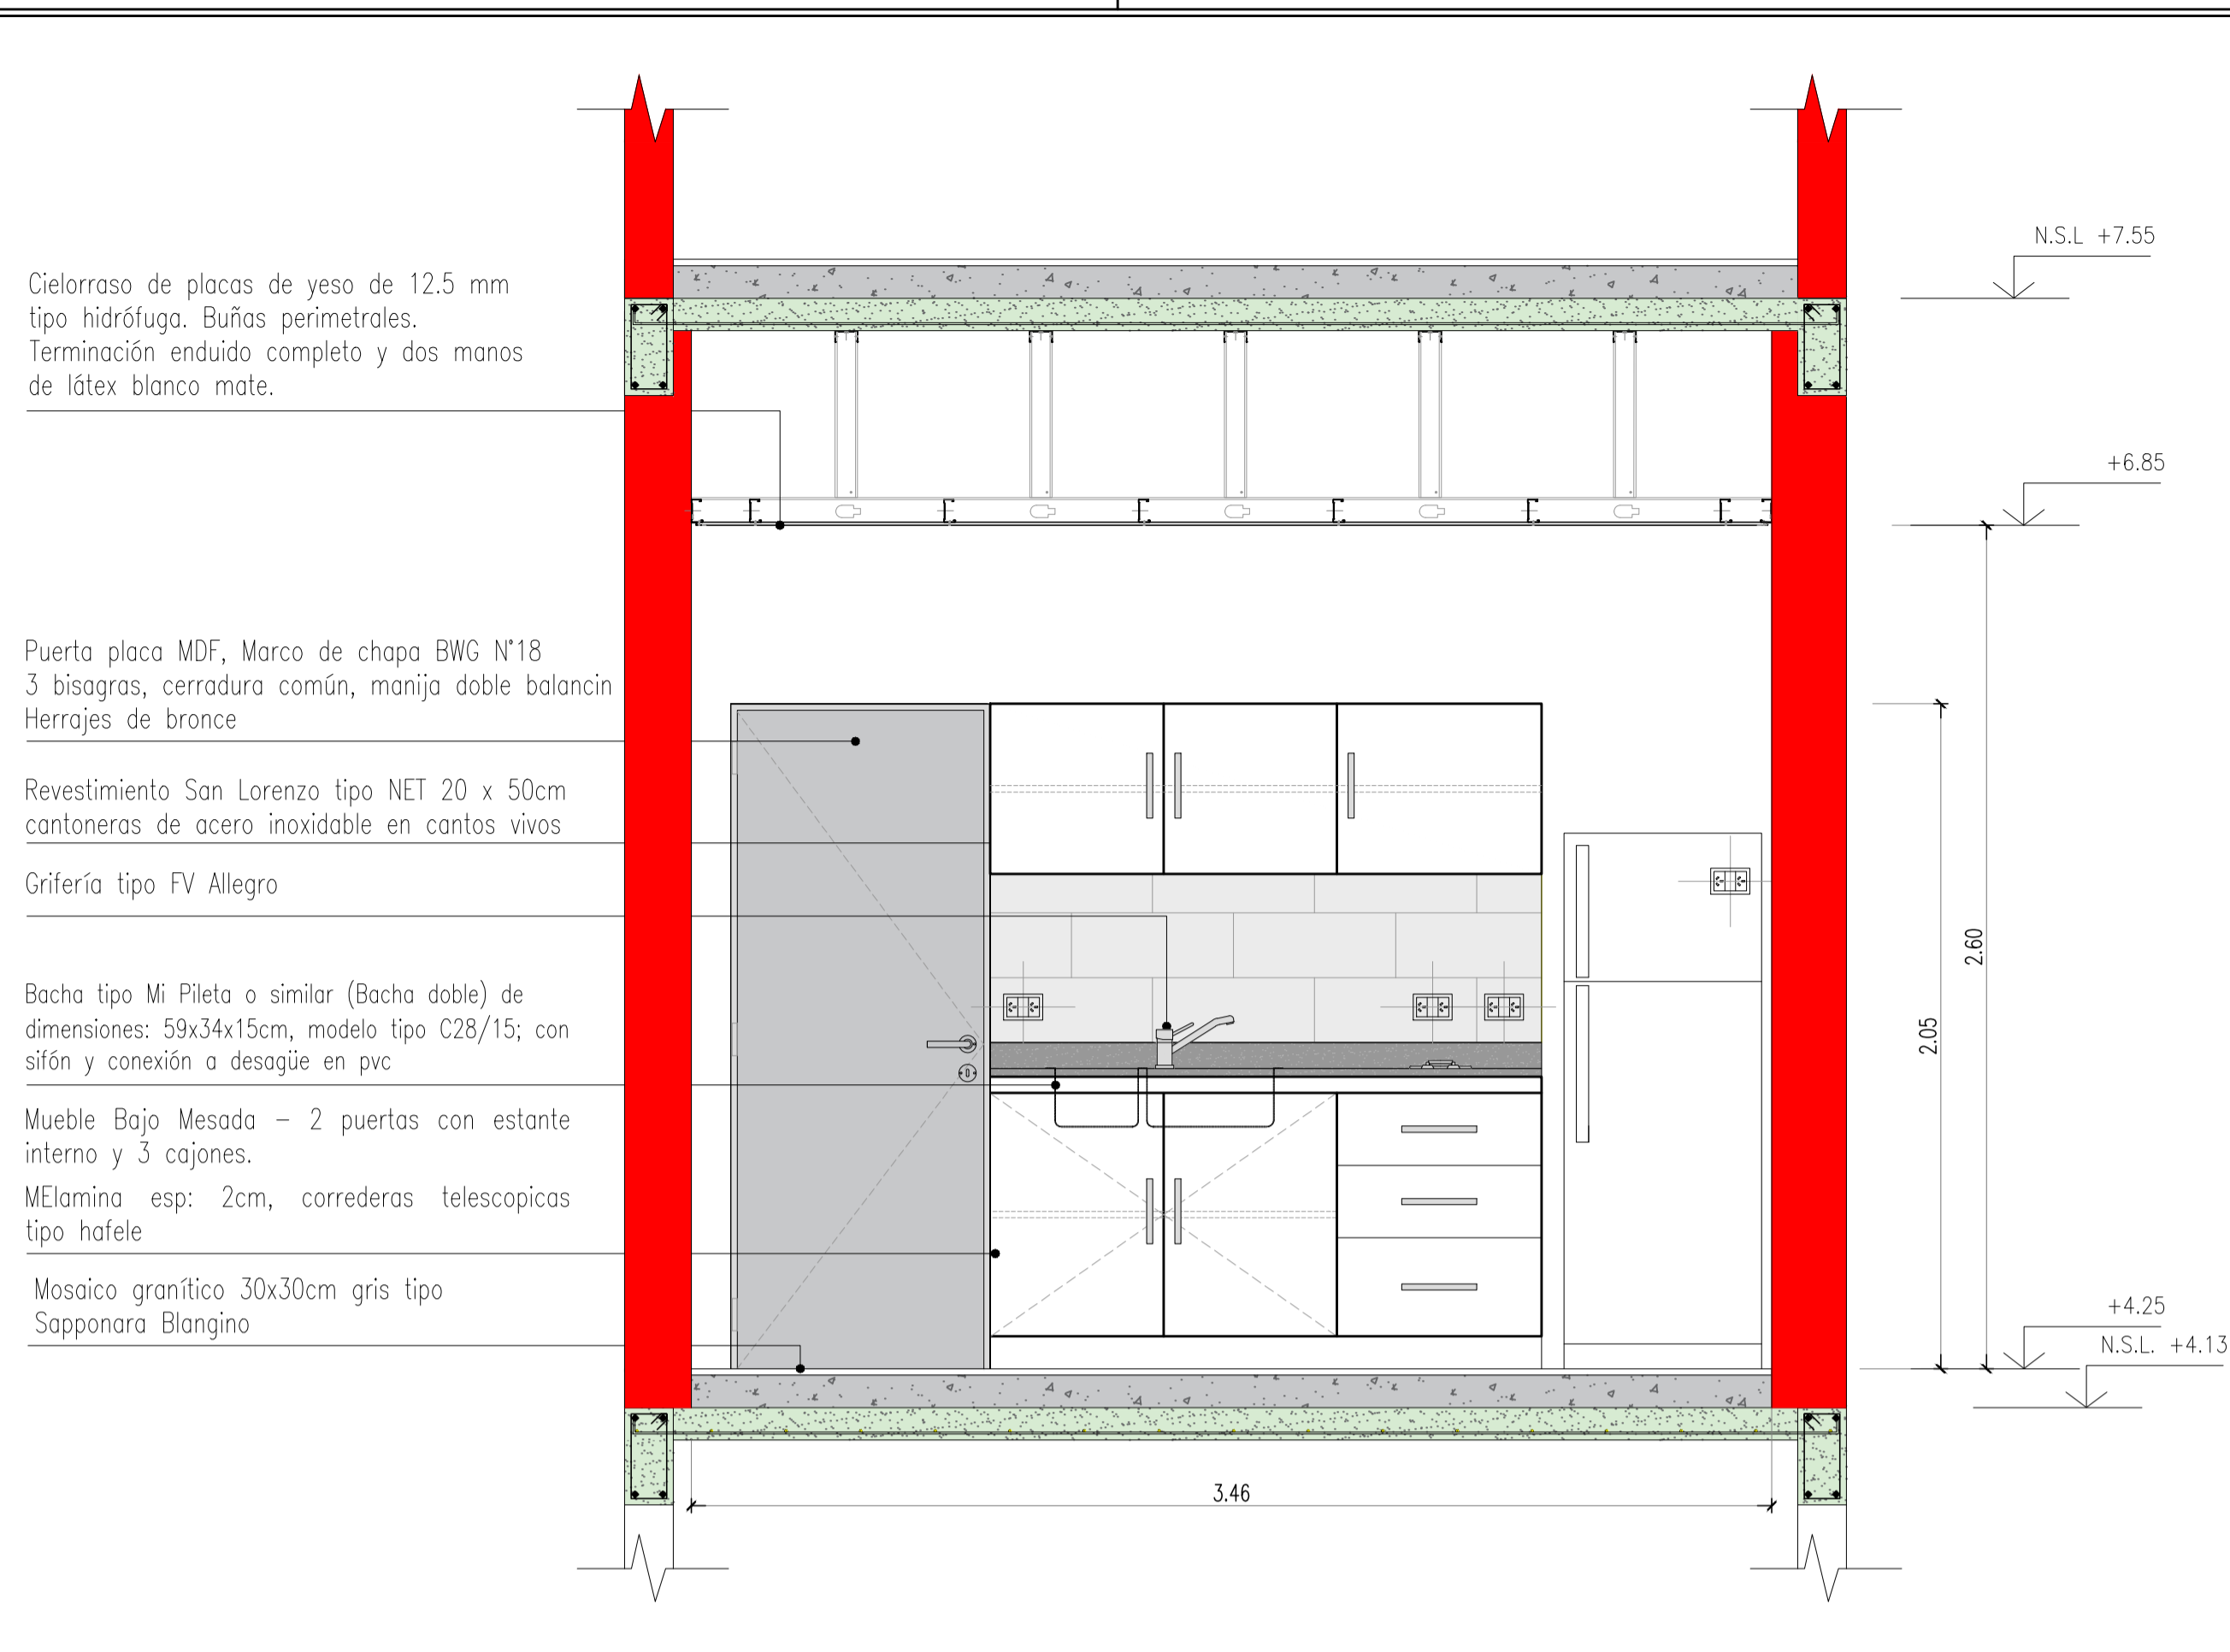 Cielorraso de placas de yeso de 12.5 mm
tipo hidrófuga. Buñas perimetrales.
Terminación enduido completo y dos manos
de látex blanco mate.
Puerta placa MDF, Marco de chapa BWG N°18
3 bisagras, cerradura común, manija doble balancin
Herrajes de bronce
Revestimiento San Lorenzo tipo NET 20 x 50cm
cantoneras de acero inoxidable en cantos vivos
Grifería tipo FV Allegro
Bacha tipo Mi Pileta o similar (Bacha doble) de
dimensiones: 59x34x15cm, modelo tipo C28/15; con
sifón y conexión a desagüe en pvc
Mueble Bajo Mesada – 2 puertas con estante
interno y 3 cajones.
MElamina esp: 2cm, correderas telescopicas
tipo hafele
Mosaico granítico 30x30cm gris tipo
Sapponara Blangino
N.S.L +7.55
+6.85
2.60
2.05
+4.25
N.S.L. +4.13
3.46